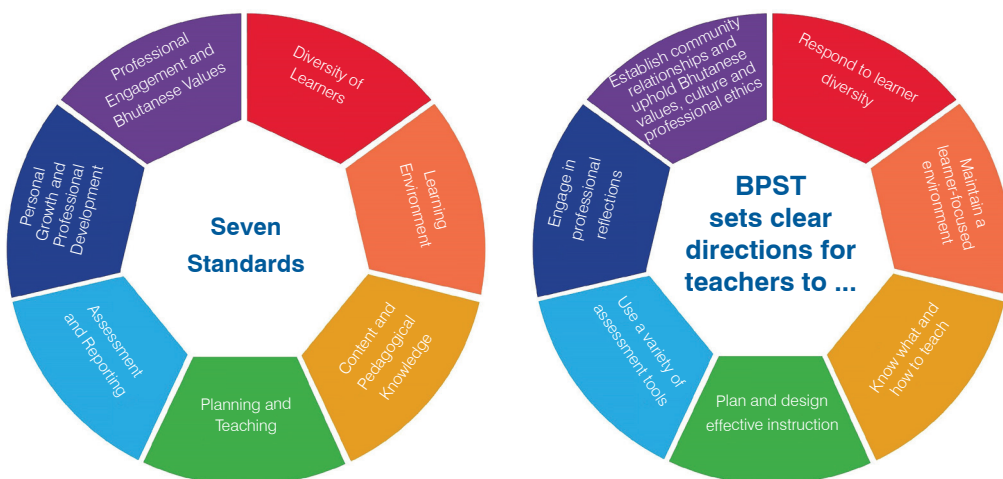 Seven
Standards
Diversity of
Learners
Learning
Environment
Content and
Pedagogical
Knowledge
Planning and
Teaching
Assessment
and Reporting
Personal
Growth and
Professional
Development
Professional
Engagement and
Bhutanese Values
BPST
sets clear
directions for
teachers to ...
Respond to learner
diversity
Maintain a
learner-focused
environment
Know what and
how to teach
Plan and design
effective instruction
Use a variety of
assessment tools
Engage in
professional
reflections
Establish community
relationships and
uphold Bhutanese
values, culture and
professional ethics